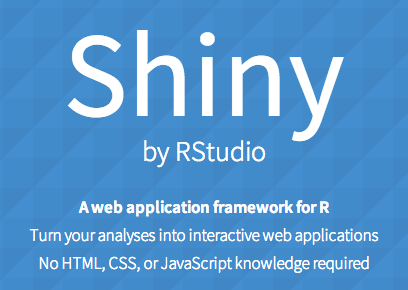 Shiny
by RStudio
A web application framework for R
Turn your analyses into interactive web applications
No HTML, CSS, or JavaScript knowledge required